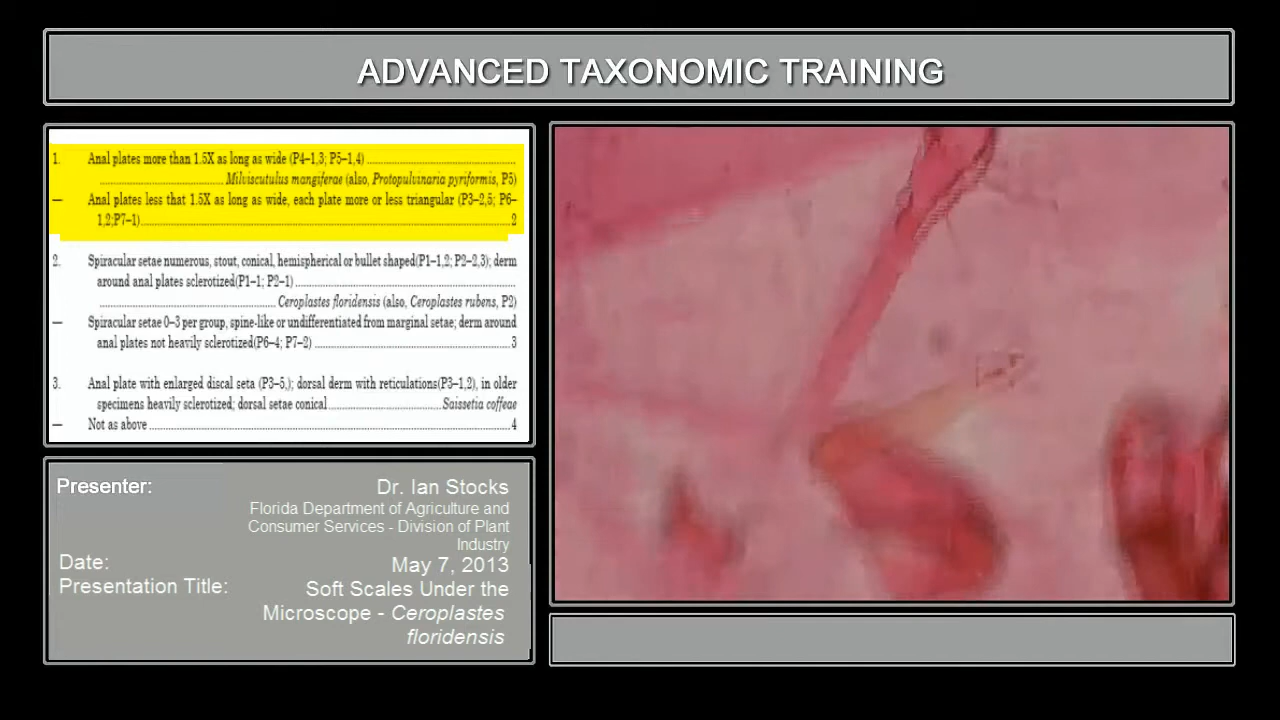 ADVANCED TAXONOMIC TRAINING
1. Anal plates more than 1.5X as long as wide (P4–1,3; P5–1,4) ..............................
.............................. Milviscutulus mangiferae (also, Protopulvinaria pyriformis, P5)
— Anal plates less that 1.5X as long as wide, each plate more or less triangular (P3–2,5; P6–
1,2;P7–1)..............................2
2. Spiracular setae numerous, stout, conical, hemispherical or bullet shaped(P1–1,2; P2–2,3); derm
around anal plates sclerotized(P1–1; P2–1) ..............................
.............................. Ceroplastes floridensis (also, Ceroplastes rubens, P2)
— Spiracular setae 0–3 per group, spine-like or undifferentiated from marginal setae; derm around
anal plates not heavily sclerotized(P6–4; P7–2) ..............................3
3. Anal plate with enlarged discal seta (P3–5,); dorsal derm with reticulations(P3–1,2), in older
specimens heavily sclerotized; dorsal setae conical ..............................Saissetia coffeae
— Not as above ..............................4
Presenter: Dr. Ian Stocks
Florida Department of Agriculture and
Consumer Services - Division of Plant
Industry
Date: May 7, 2013
Presentation Title: Soft Scales Under the
Microscope - Ceroplastes
floridensis